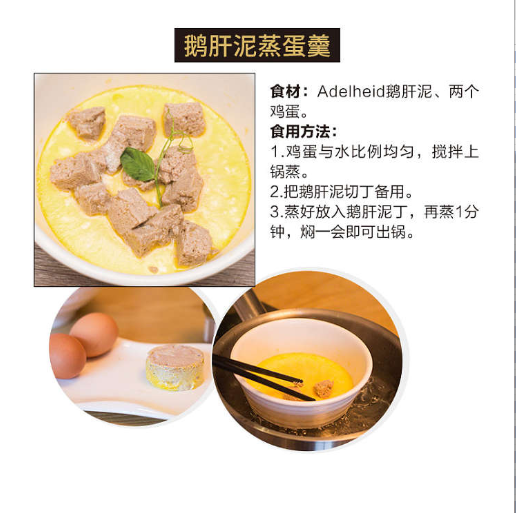 鹅肝泥蒸蛋羹
食材：Adelheid鹅肝泥、两个
鸡蛋。
食用方法：
1.鸡蛋与水比例均匀，搅拌上
锅蒸。
2.把鹅肝泥切丁备用。
3.蒸好放入鹅肝泥丁，再蒸1分
钟，焖一会即可出锅。